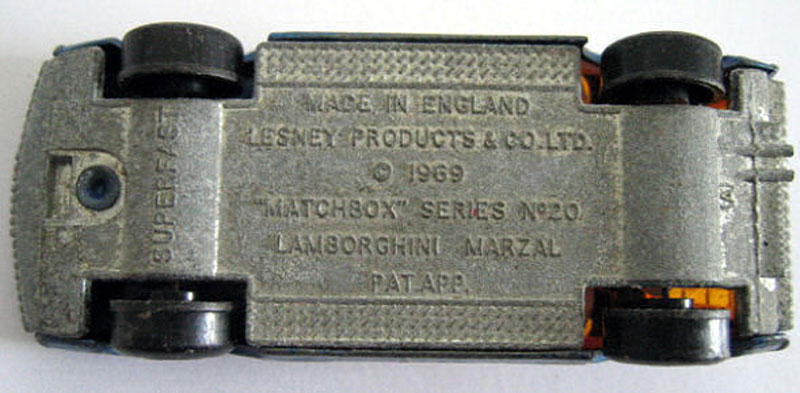 MADE IN ENGLAND
LESNEY PRODUCTS & CO.LTD.
© 1969
"MATCHBOX" SERIES Nº20
LAMBORGHINI MARZAL
PAT. APP.
SUPERFAST